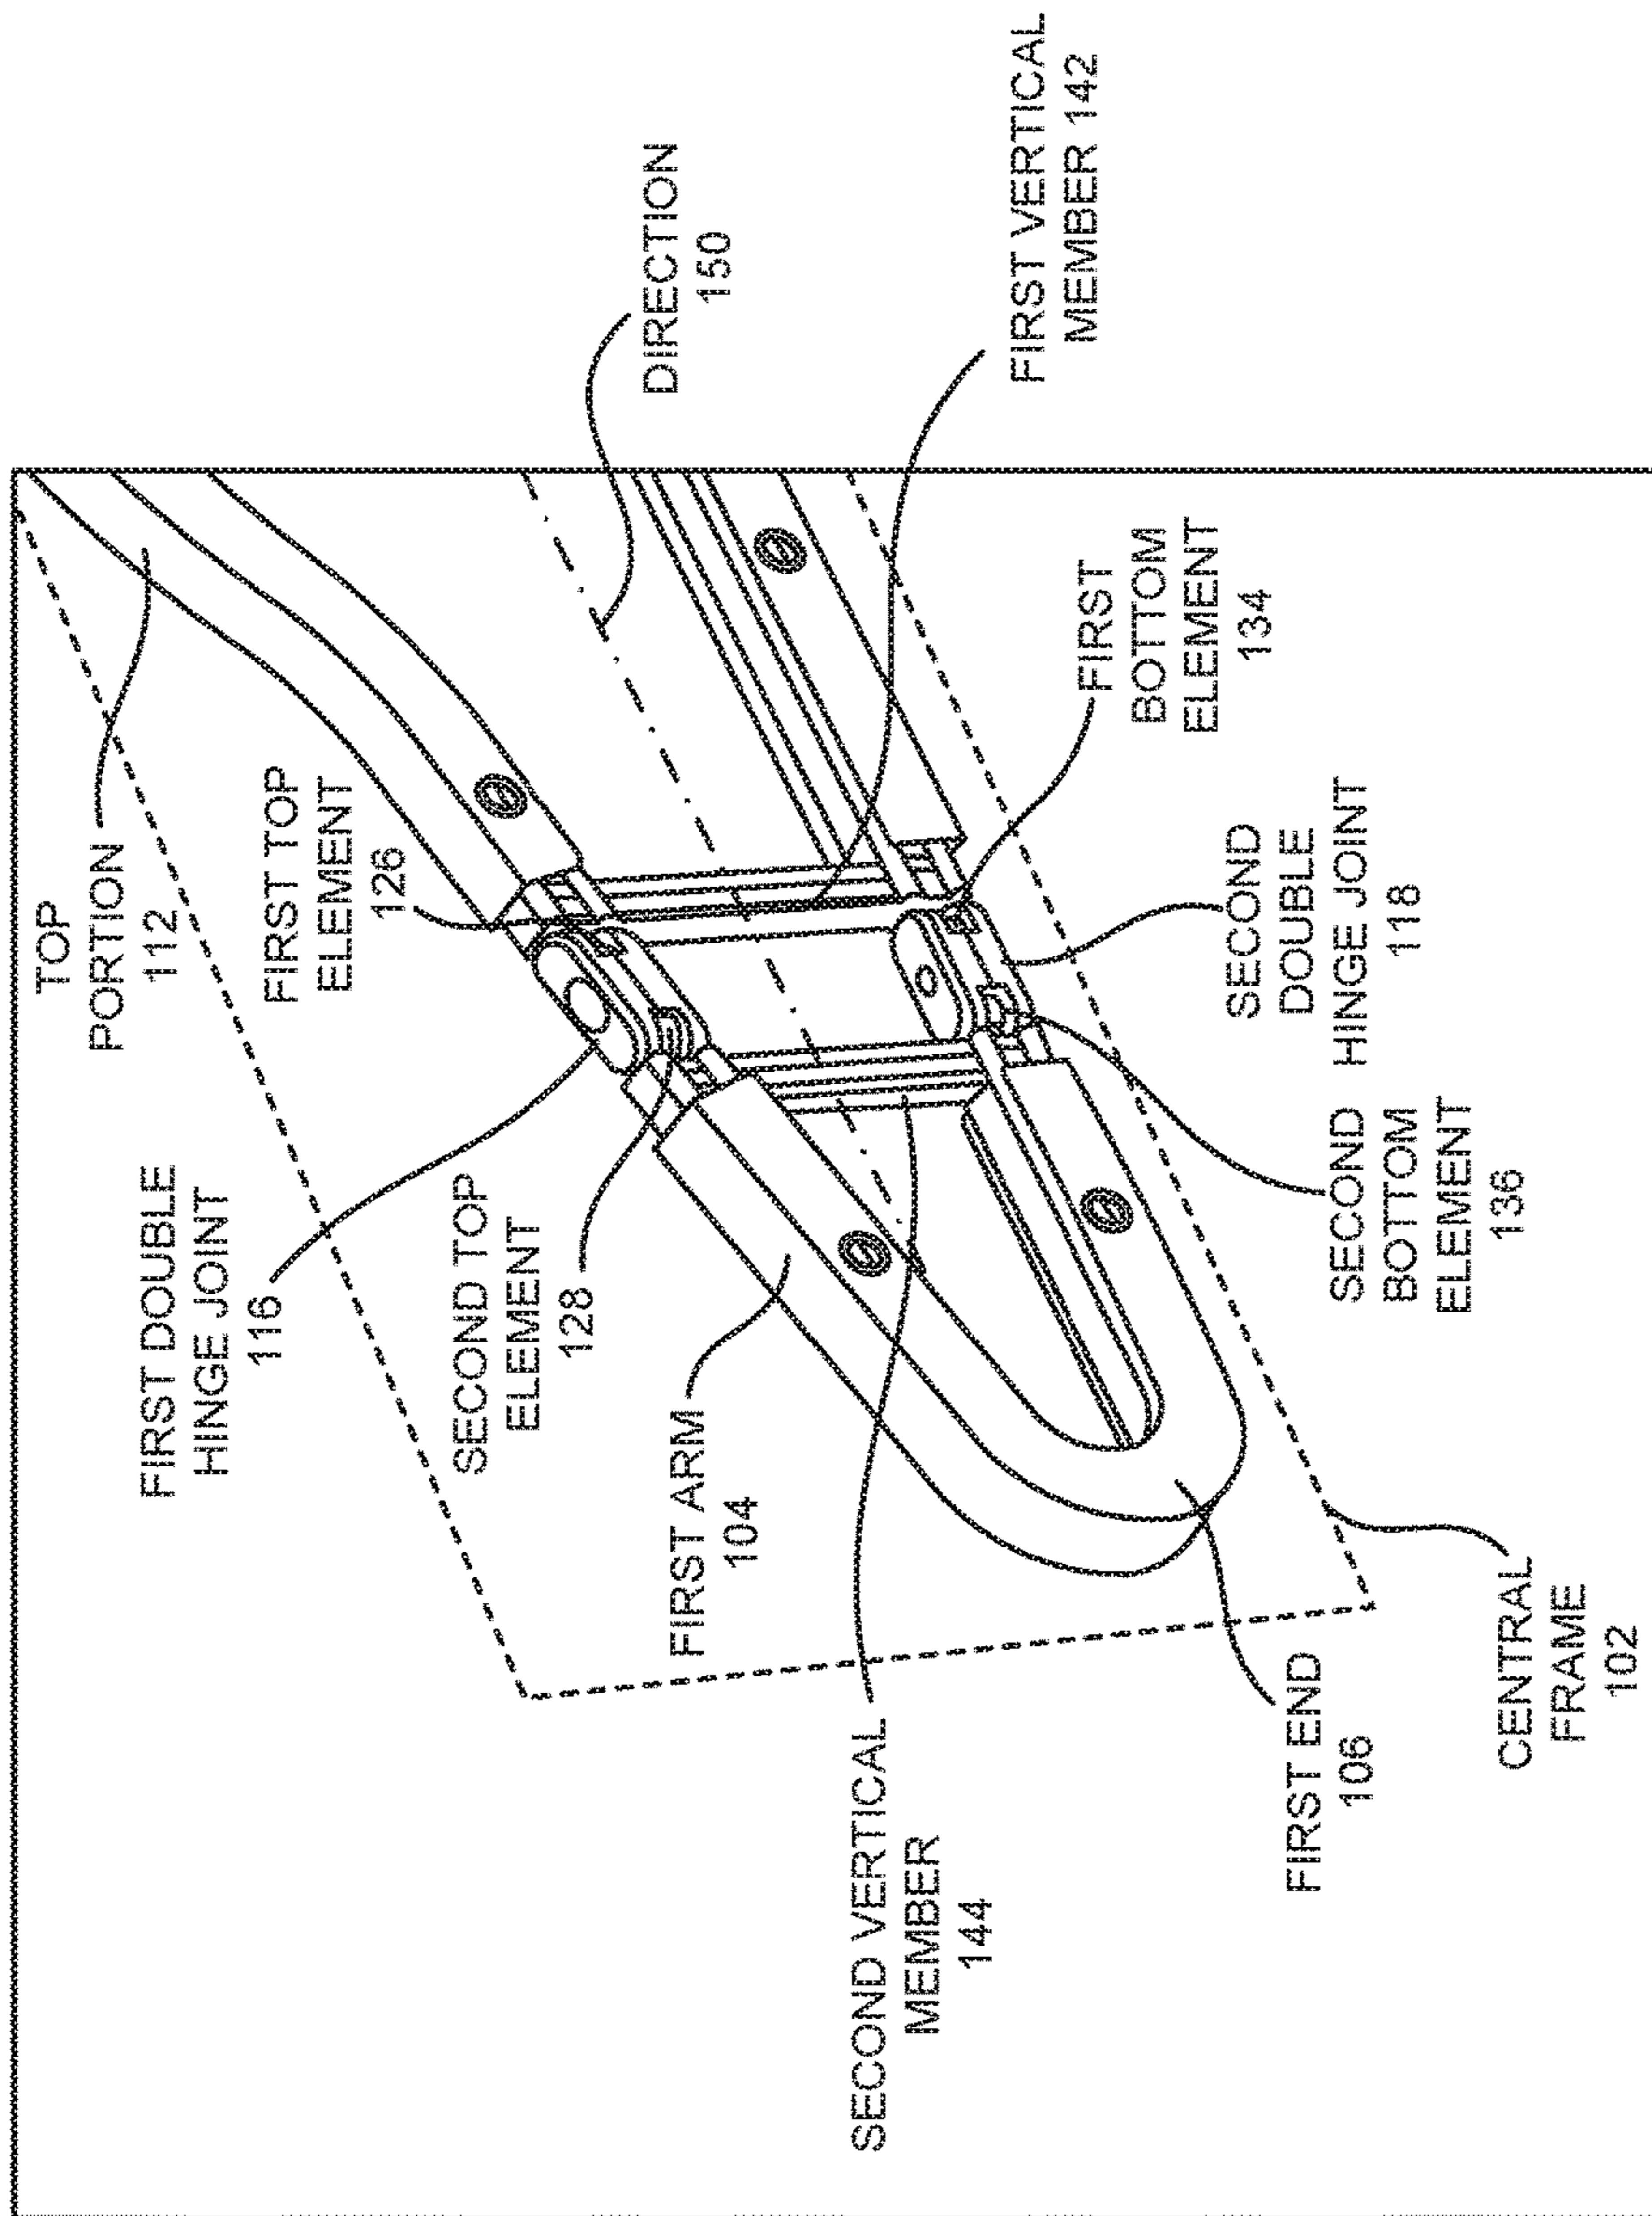 TOP
PORTION
112
FIRST TOP
ELEMENT
126
FIRST DOUBLE
HINGE JOINT
116
SECOND TOP
ELEMENT
128
FIRST ARM
104
DIRECTION
150
FIRST VERTICAL
MEMBER 142
SECOND VERTICAL
MEMBER
144
FIRST
BOTTOM
ELEMENT
134
SECOND
DOUBLE
HINGE JOINT
118
SECOND
BOTTOM
ELEMENT
136
FIRST END
106
CENTRAL
FRAME
102